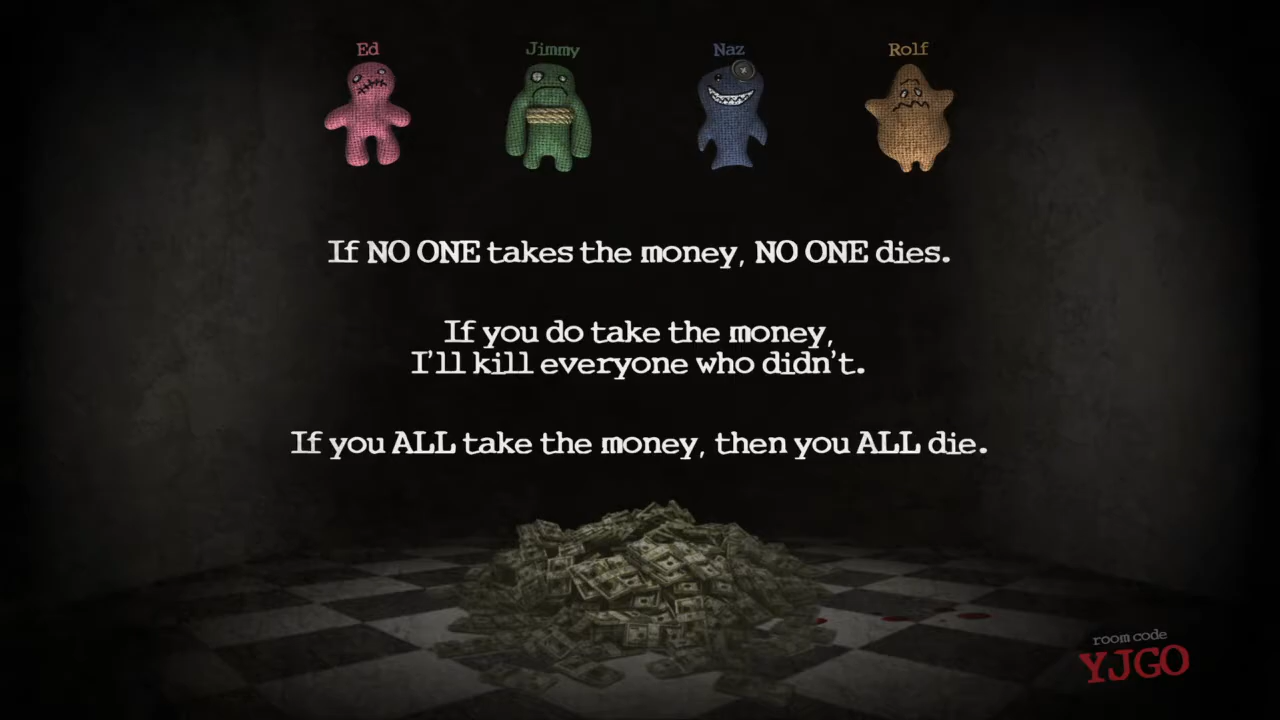 Ed
Jimmy
Naz
Rolf
If NO ONE takes the money, NO ONE dies.
If you do take the money,
I'll kill everyone who didn't.
If you ALL take the money, then you ALL die.
room code
YJGO